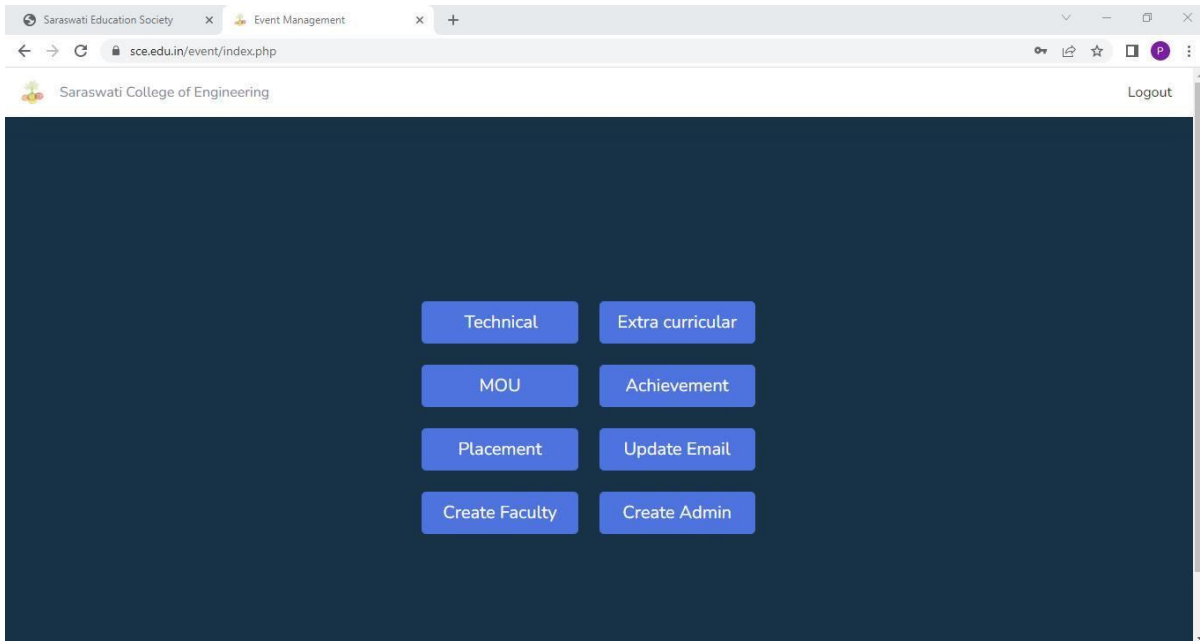 Saraswati Education Society
Event Management
sce.edu.in/event/index.php
P
Saraswati College of Engineering
Logout
Technical
Extra curricular
MOU
Achievement
Placement
Update Email
Create Faculty
Create Admin